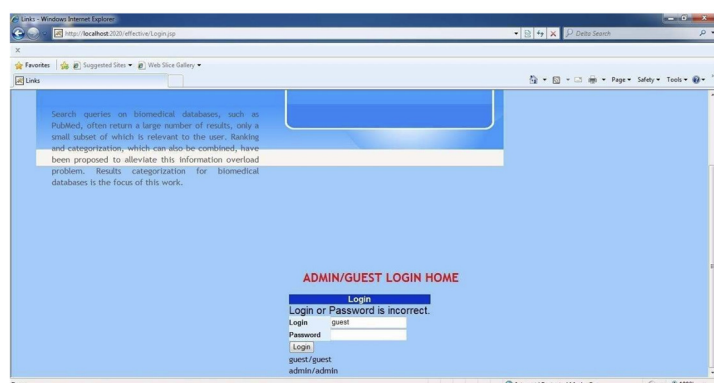 Links - Windows Internet Explorer
http://localhost:2020/effective/Login.jsp
Delta Search
X
Favorites Suggested Sites Web Slice Gallery
Links
Page Safety Tools
Search queries on biomedical databases, such as
PubMed, often return a large number of results, only a
small subset of which is relevant to the user. Ranking
and categorization, which can also be combined, have
been proposed to alleviate this information overload
problem. Results categorization for biomedical
databases is the focus of this work.
ADMIN/GUEST LOGIN HOME
Login
Login or Password is incorrect.
Login guest
Password
Login
guest/guest
admin/admin